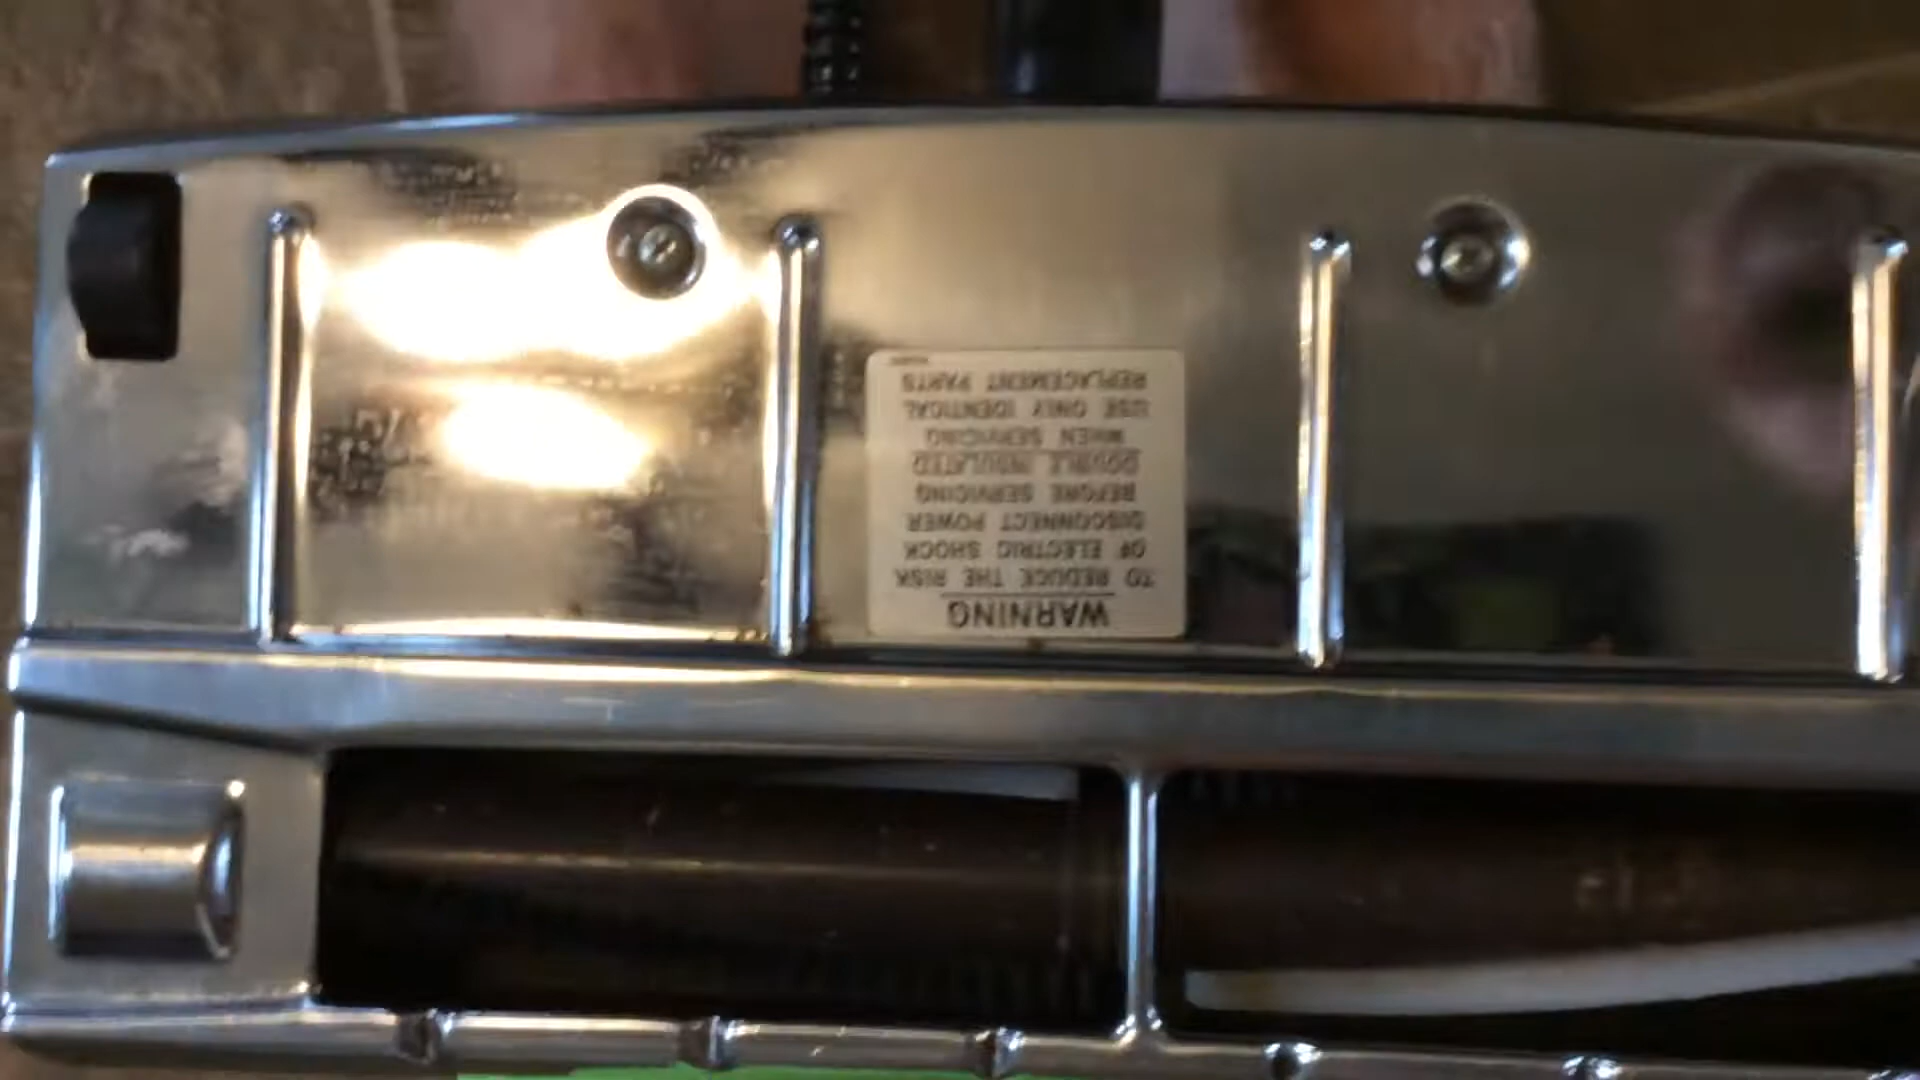 WARNING
TO REDUCE THE RISK
OF ELECTRIC SHOCK
DISCONNECT POWER
BEFORE SERVICING
DOUBLE INSULATED
WHEN SERVICING
USE ONLY IDENTICAL
REPLACEMENT PARTS